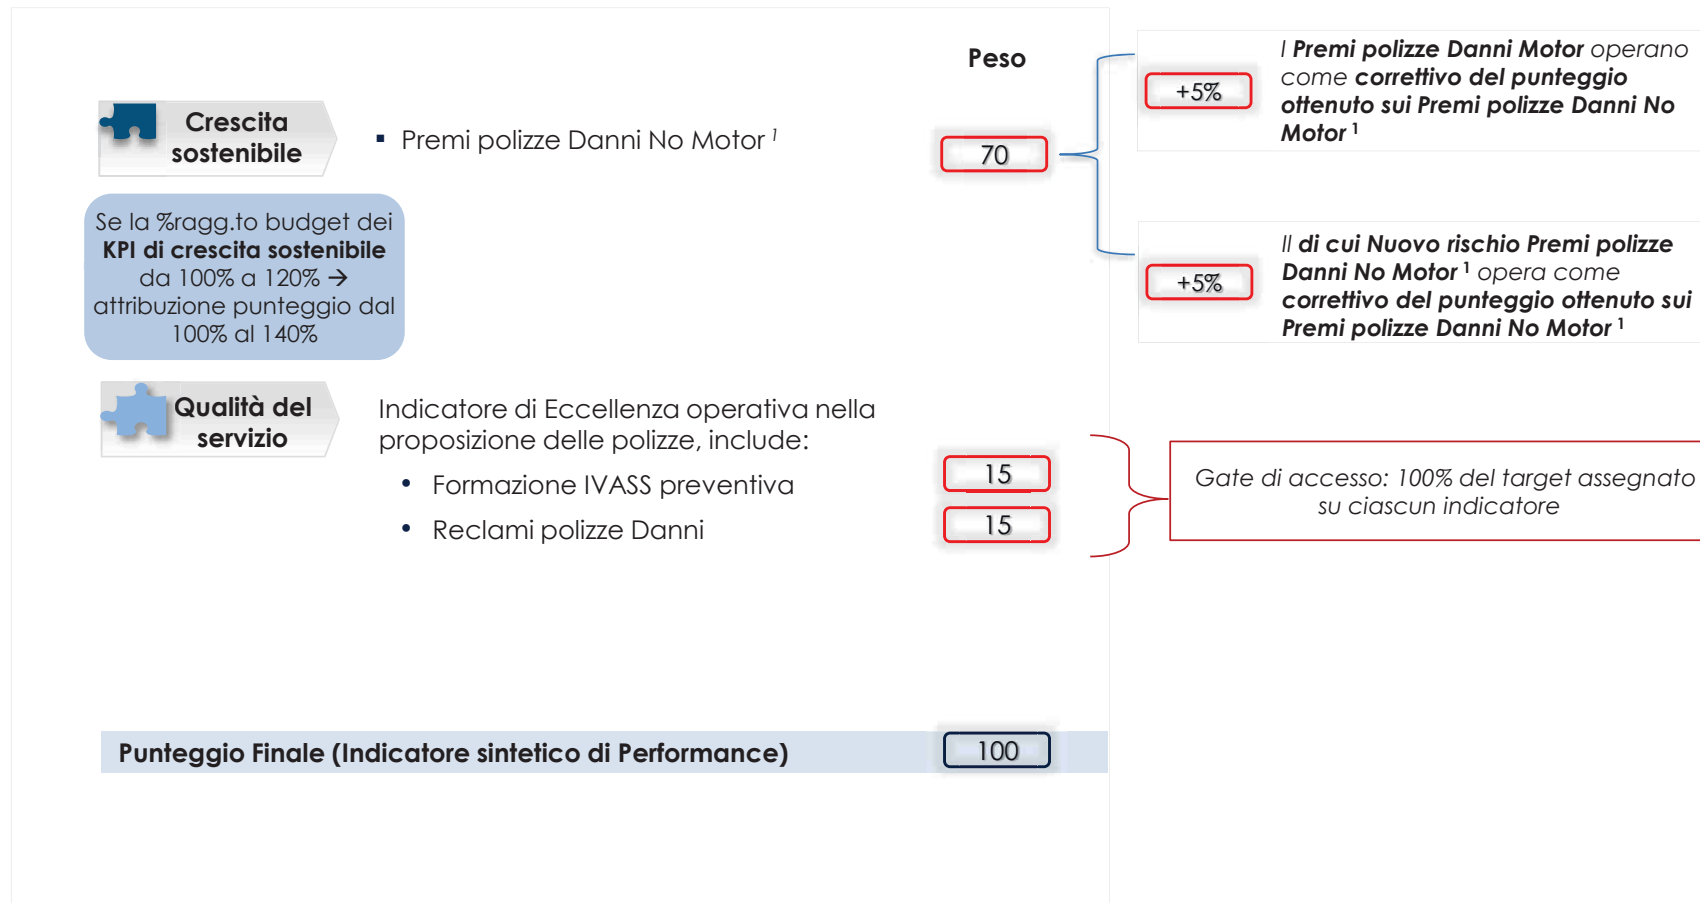 Peso
Crescita
sostenibile
▪ Premi polizze Danni No Motor 1
70
+5%
I Premi polizze Danni Motor operano
come correttivo del punteggio
ottenuto sui Premi polizze Danni No
Motor 1
Se la %ragg.to budget dei
KPI di crescita sostenibile
da 100% a 120% →
attribuzione punteggio dal
100% al 140%
+5%
Il di cui Nuovo rischio Premi polizze
Danni No Motor 1 opera come
correttivo del punteggio ottenuto sui
Premi polizze Danni No Motor 1
Qualità del
servizio
Indicatore di Eccellenza operativa nella
proposizione delle polizze, include:
• Formazione IVASS preventiva
15
• Reclami polizze Danni
15
Gate di accesso: 100% del target assegnato
su ciascun indicatore
Punteggio Finale (Indicatore sintetico di Performance)
100